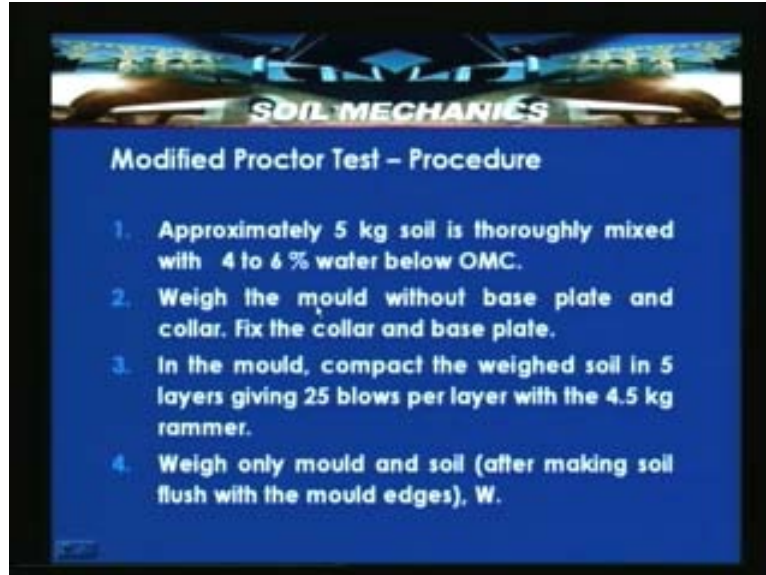 SOIL MECHANICS
Modified Proctor Test – Procedure
1. Approximately 5 kg soil is thoroughly mixed
with 4 to 6 % water below OMC.
2. Weigh the mould without base plate and
collar. Fix the collar and base plate.
3. In the mould, compact the weighed soil in 5
layers giving 25 blows per layer with the 4.5 kg
rammer.
4. Weigh only mould and soil (after making soil
flush with the mould edges), W.